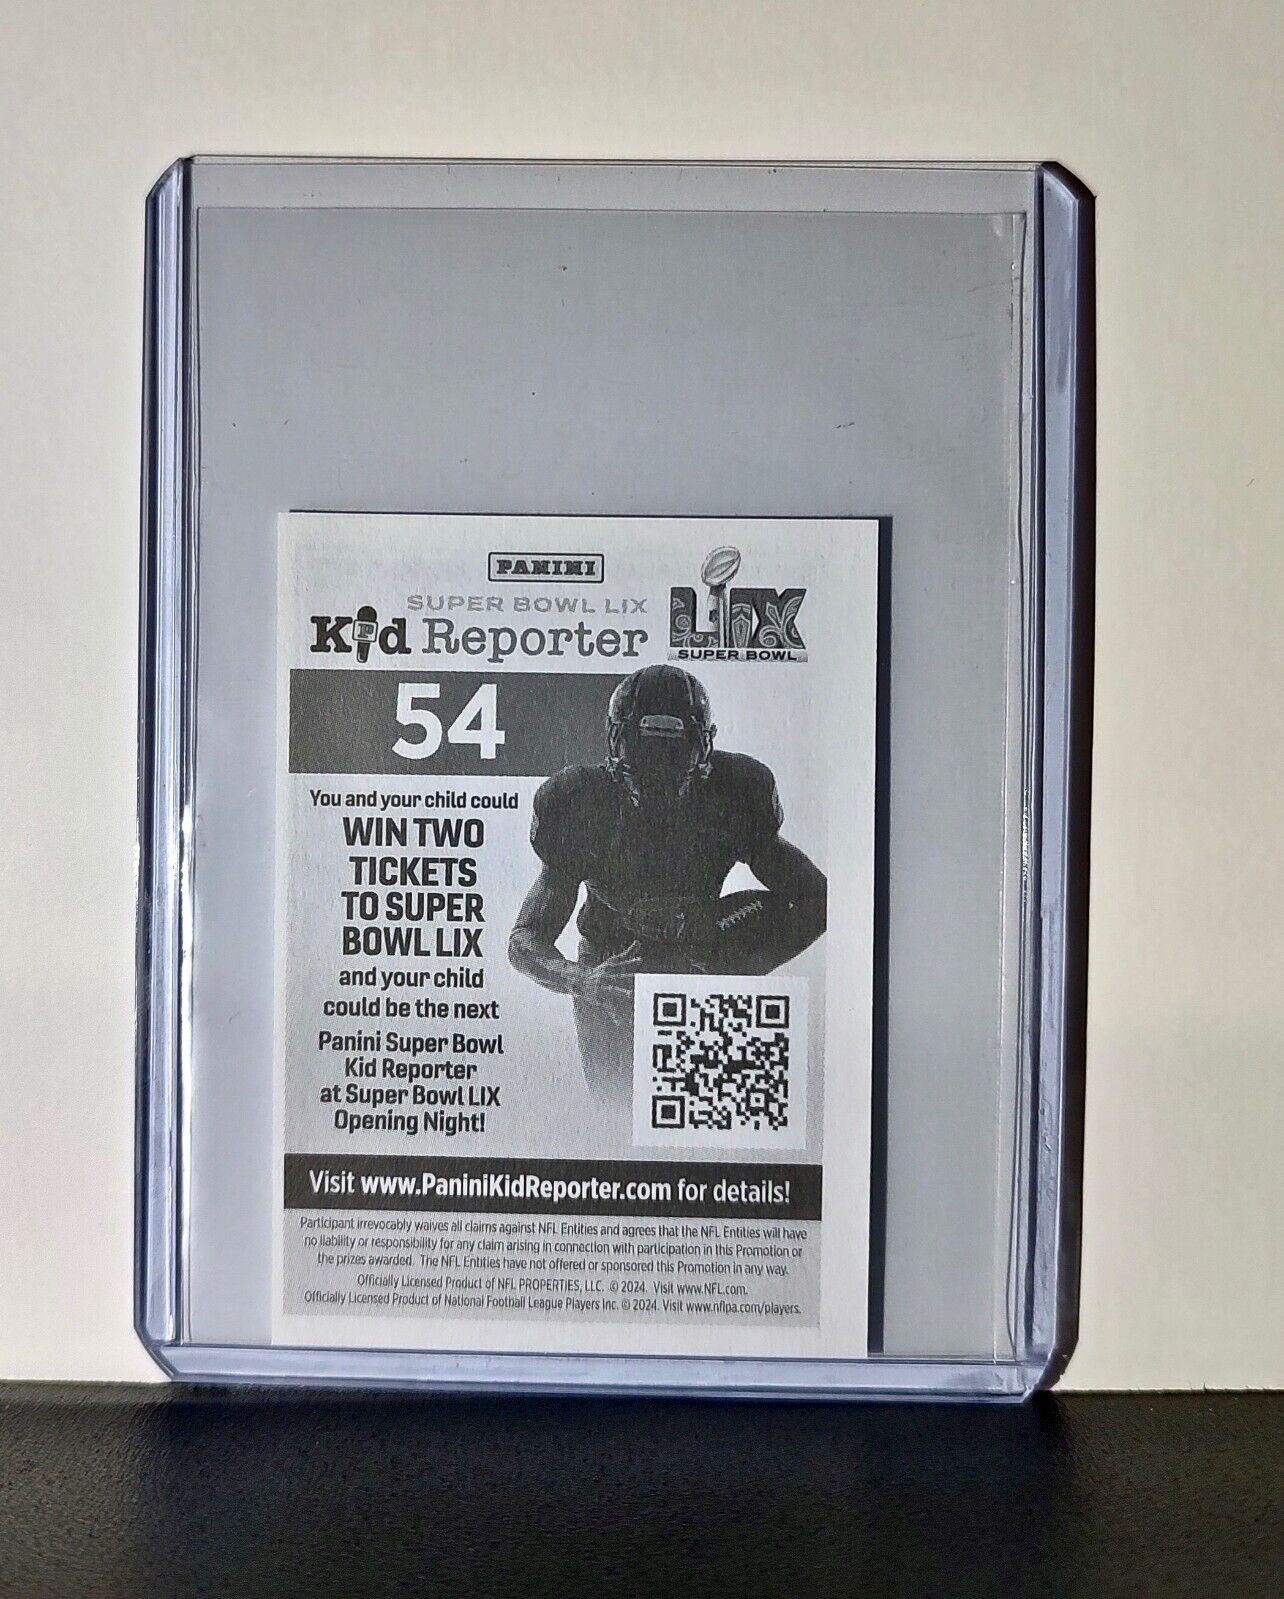 PANINI
SUPER BOWL LIX
Kid Reporter
LIX
SUPER BOWL
54
You and your child could
WIN TWO
TICKETS
TO SUPER
BOWL LIX
and your child
could be the next
Panini Super Bowl
Kid Reporter
at Super Bowl LIX
Opening Night!
Visit www.PaniniKidReporter.com for details!
Participant irrevocably waives all claims against NFL Entities and agrees that the NFL Entities will have
no liability or responsibility for any claim arising in connection with participation in this Promotion or
the prizes awarded. The NFL Entities have not offered or sponsored this Promotion in any way.
Officially Licensed Product of NFL PROPERTIES, LLC. © 2024. Visit www.NFL.com.
Officially Licensed Product of National Football League Players Inc. © 2024. Visit www.nflpa.com/players.